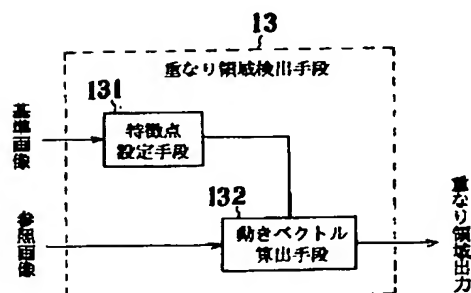 13
重なり領域検出手段
131
基準画像
特徴点
設定手段
132
参照画像
動きベクトル
算出手段
重なり領域出力